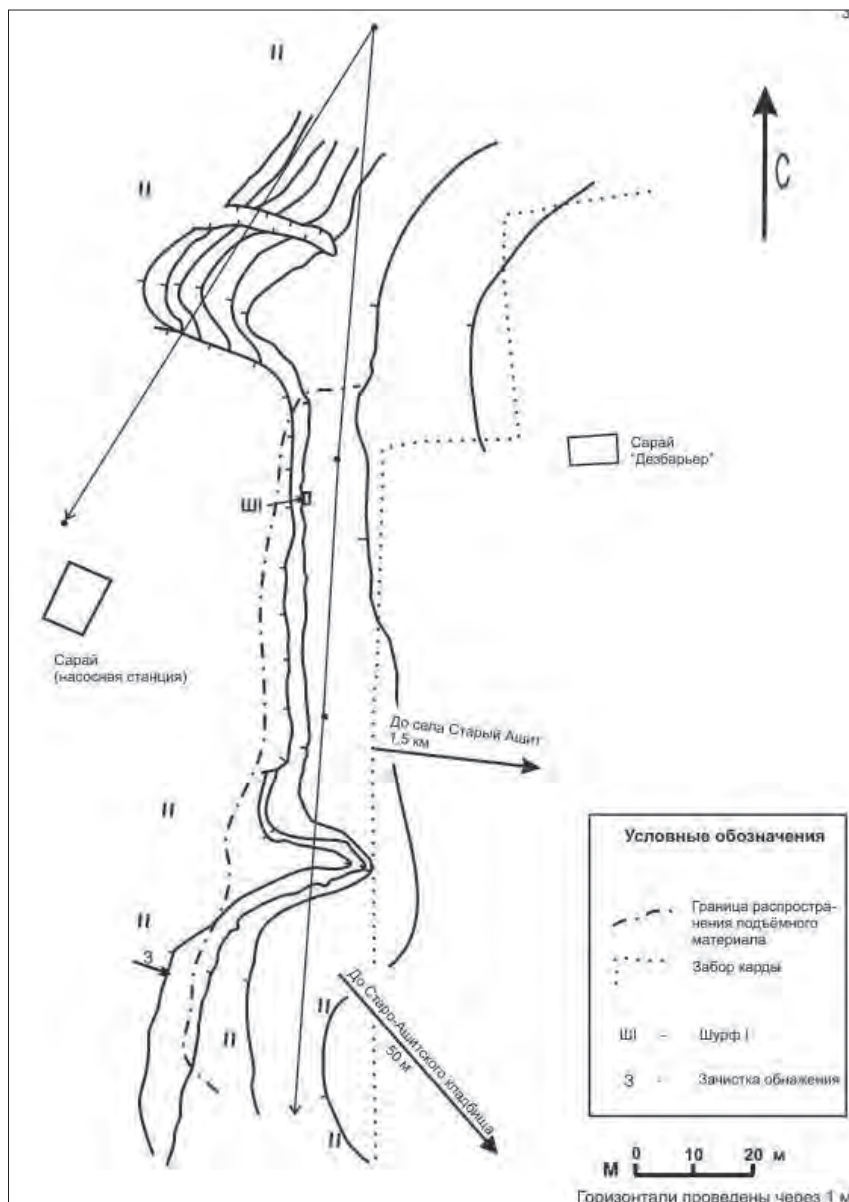 С
Сарай
"Дезбарьер"
ШI
Сарай
(насосная станция)
До села Старый Ашит
1,5 км
З
До Старо-Ашитского кладбища
50 м
Условные обозначения
Граница распростра-
нения подъёмного
материала
Забор карды
ШI - Шурф I
З - Зачистка обнажения
М 0 10 20 м
Горизонтали проведены через 1 м